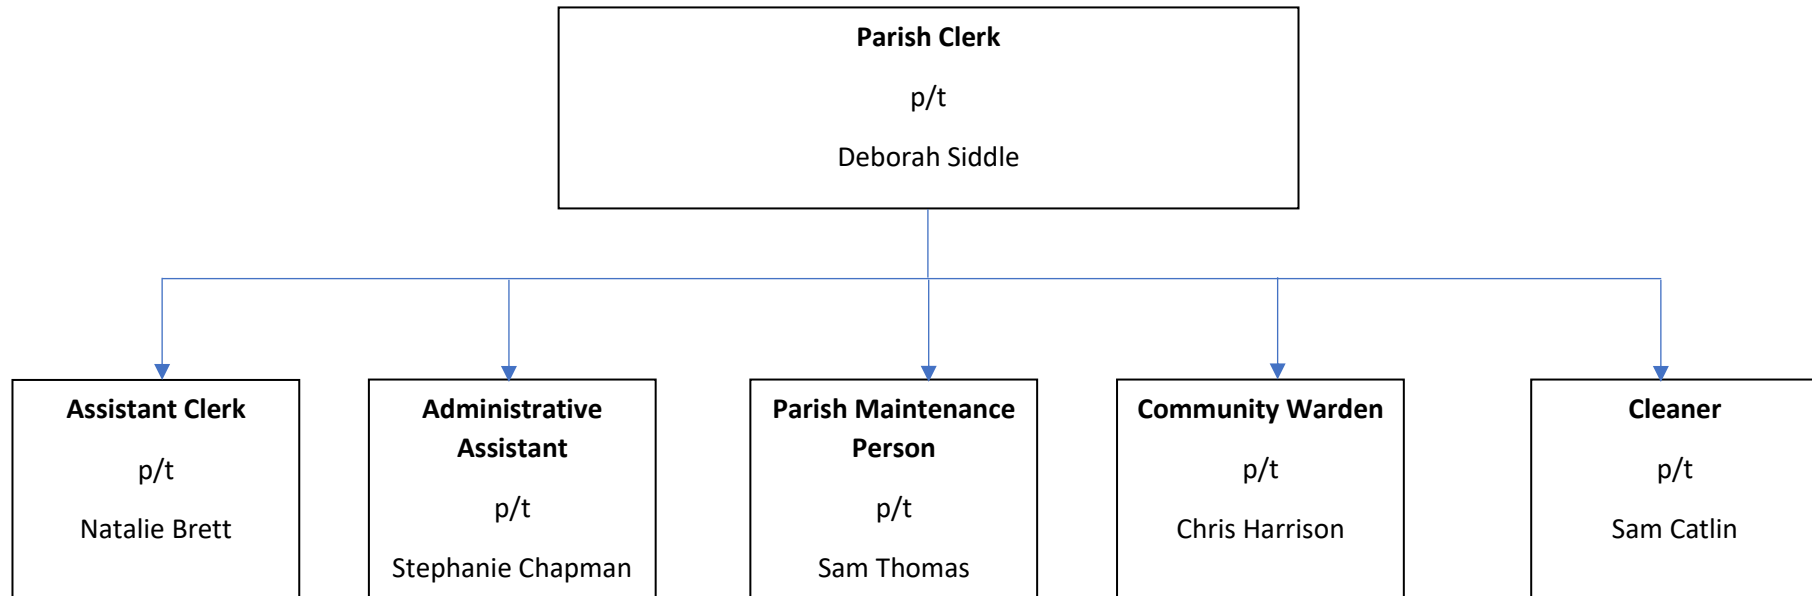 Parish Clerk
p/t
Deborah Siddle
Assistant Clerk
p/t
Natalie Brett
Administrative
Assistant
p/t
Stephanie Chapman
Parish Maintenance
Person
p/t
Sam Thomas
Community Warden
p/t
Chris Harrison
Cleaner
p/t
Sam Catlin